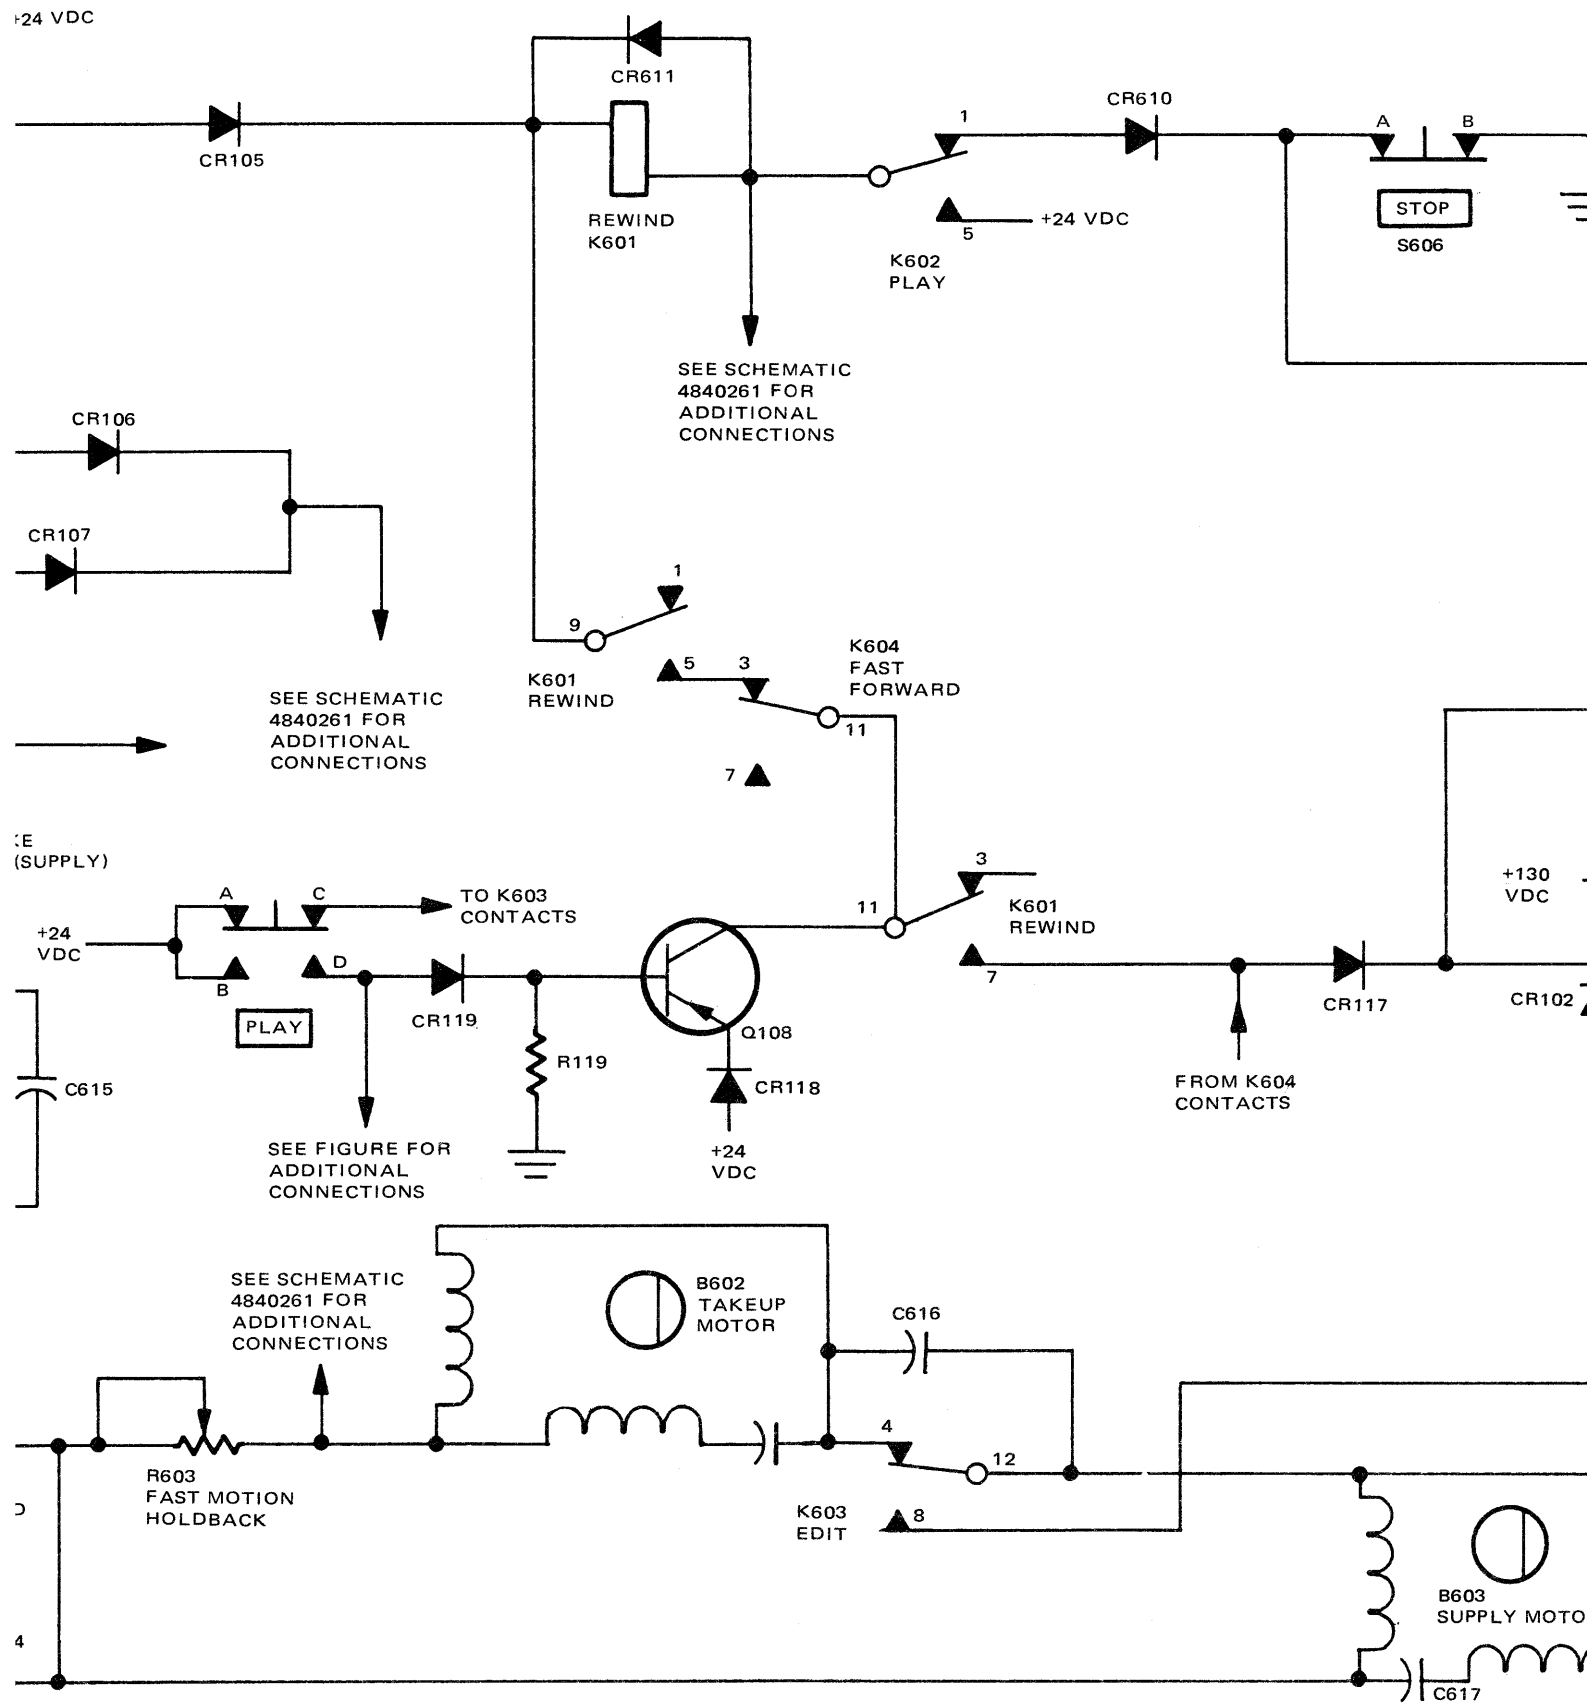 +24 VDC
CR611
CR105
REWIND
K601
1
CR610
A
B
5
+24 VDC
STOP
S606
K602
PLAY
SEE SCHEMATIC
4840261 FOR
ADDITIONAL
CONNECTIONS
CR106
CR107
1
9
K601
REWIND
5
3
K604
FAST
FORWARD
11
7
SEE SCHEMATIC
4840261 FOR
ADDITIONAL
CONNECTIONS
(SUPPLY)
A
C
TO K603
CONTACTS
+24
VDC
B
D
PLAY
CR119
R119
Q108
CR118
+24
VDC
11
3
K601
REWIND
7
FROM K604
CONTACTS
CR117
+130
VDC
CR102
C615
SEE FIGURE FOR
ADDITIONAL
CONNECTIONS
SEE SCHEMATIC
4840261 FOR
ADDITIONAL
CONNECTIONS
B602
TAKEUP
MOTOR
C616
4
12
R603
FAST MOTION
HOLDBACK
K603
EDIT
8
B603
SUPPLY MOTO
4
C617